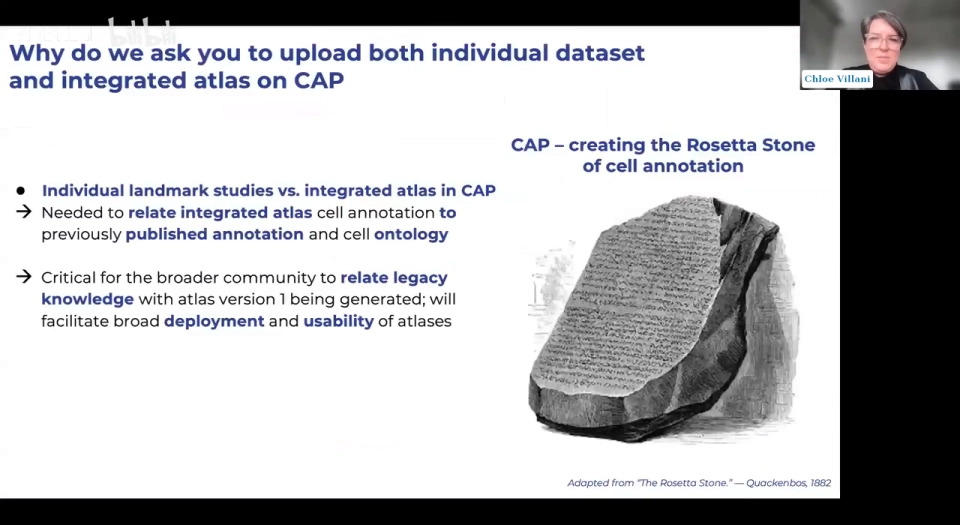 bilibili
Why do we ask you to upload both individual dataset
and integrated atlas on CAP
Chloe Villani
CAP – creating the Rosetta Stone
of cell annotation
● Individual landmark studies vs. integrated atlas in CAP
→ Needed to relate integrated atlas cell annotation to
previously published annotation and cell ontology
→ Critical for the broader community to relate legacy
knowledge with atlas version 1 being generated; will
facilitate broad deployment and usability of atlases
Adapted from “The Rosetta Stone.” — Quackenbos, 1882